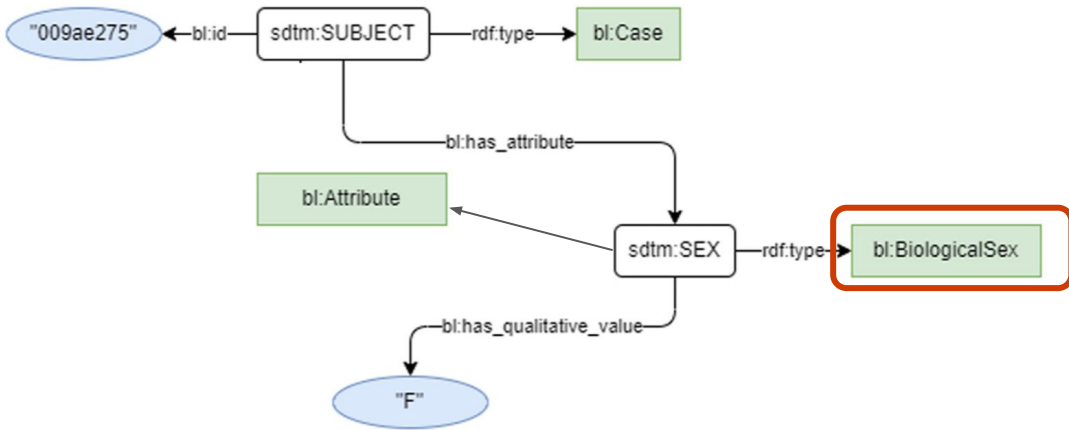 "009ae275"
bl:id
sdtm:SUBJECT
rdf:type
bl:Case
bl:has_attribute
bl:Attribute
sdtm:SEX
rdf:type
bl:BiologicalSex
bl:has_qualitative_value
"F"